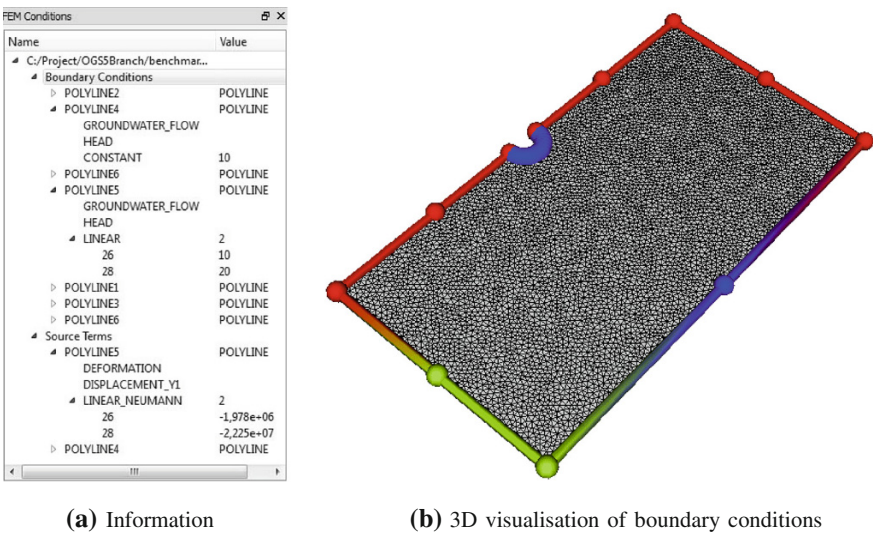 FEM Conditions
Name Value
C:/Project/OGS5Branch/benchmar...
Boundary Conditions
POLYLINE2 POLYLINE
POLYLINE4 POLYLINE
GROUNDWATER_FLOW
HEAD
CONSTANT 10
POLYLINE6 POLYLINE
POLYLINE5 POLYLINE
GROUNDWATER_FLOW
HEAD
LINEAR 2
26 10
28 20
POLYLINE1 POLYLINE
POLYLINE3 POLYLINE
POLYLINE6 POLYLINE
Source Terms
POLYLINE5 POLYLINE
DEFORMATION
DISPLACEMENT_Y1
LINEAR_NEUMANN 2
26 -1,978e+06
28 -2,225e+07
POLYLINE4 POLYLINE
(a) Information
(b) 3D visualisation of boundary conditions